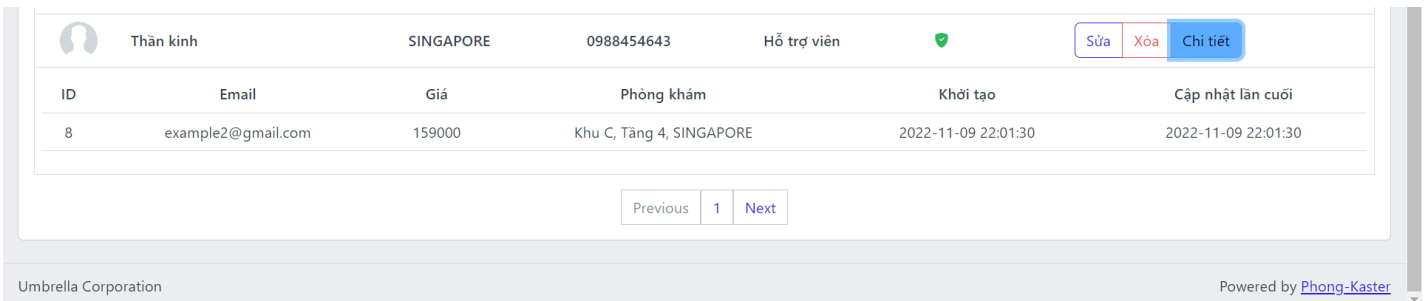 Thần kinh SINGAPORE 0988454643 Hỗ trợ viên Sửa Xóa Chi tiết
ID Email Giá Phòng khám Khởi tạo Cập nhật lần cuối
8 example2@gmail.com 159000 Khu C, Tầng 4, SINGAPORE 2022-11-09 22:01:30 2022-11-09 22:01:30
Previous 1 Next
Umbrella Corporation Powered by Phong-Kaster